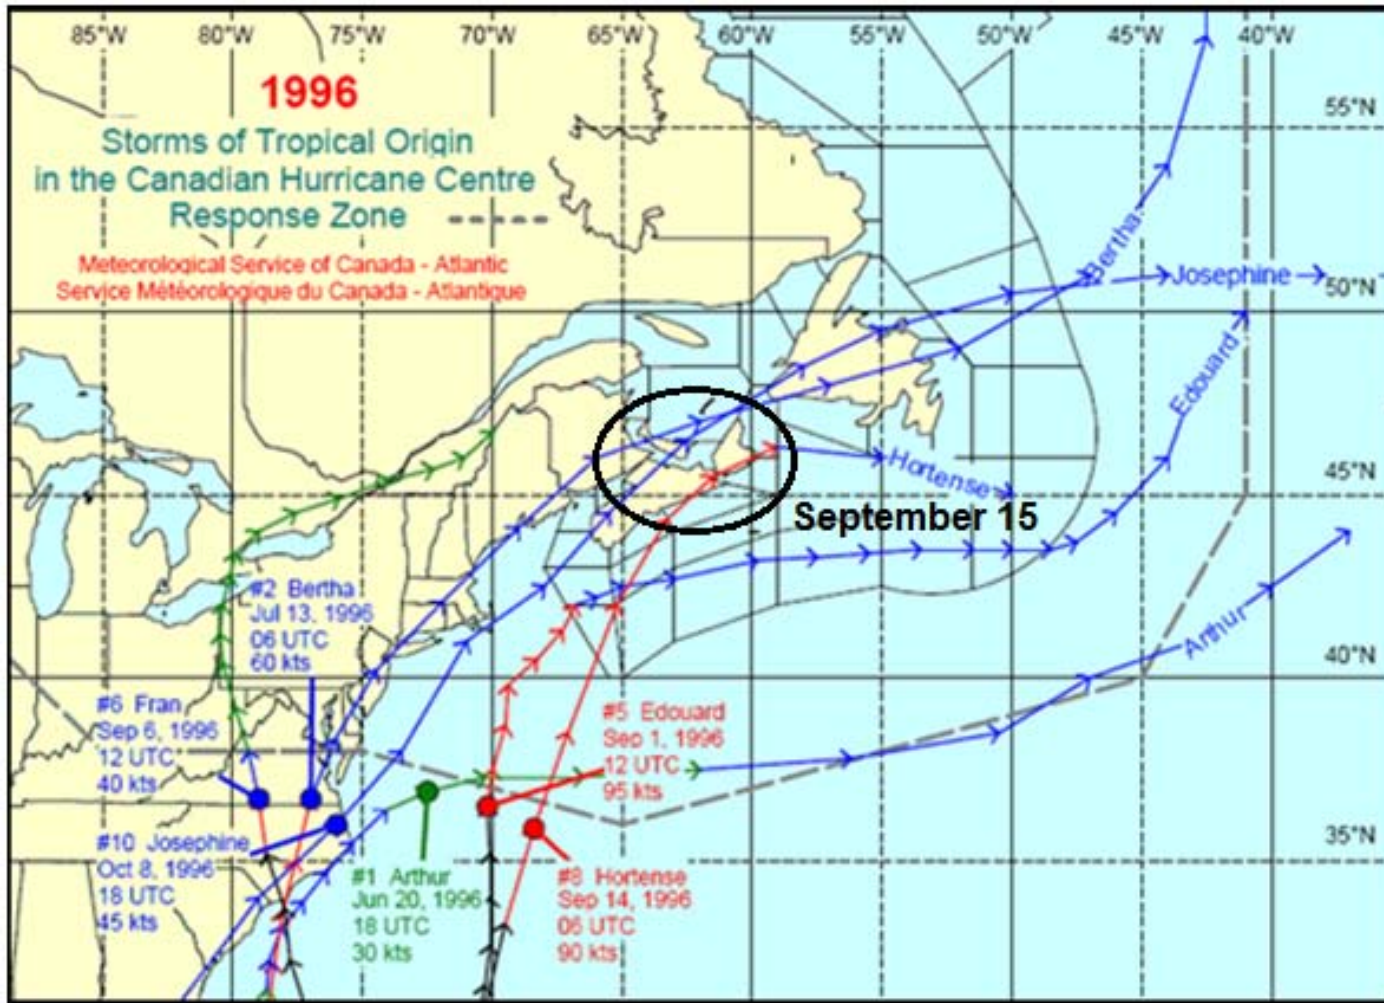 85°W 80°W 75°W 70°W 65°W 60°W 55°W 50°W 45°W 40°W
1996
Storms of Tropical Origin
in the Canadian Hurricane Centre
Response Zone
Meteorological Service of Canada - Atlantic
Service Météorologique du Canada - Atlantique
55°N
Bertha
Josephine
50°N
Edouard
45°N
Hortense
September 15
#2 Bertha
Jul 13, 1996
06 UTC
60 kts
Arthur
40°N
#6 Fran
Sep 6, 1996
12 UTC
40 kts
#5 Edouard
Sep 1, 1996
12 UTC
95 kts
35°N
#10 Josephine
Oct 8, 1996
18 UTC
45 kts
#1 Arthur
Jun 20, 1996
18 UTC
30 kts
#8 Hortense
Sep 14, 1996
06 UTC
90 kts